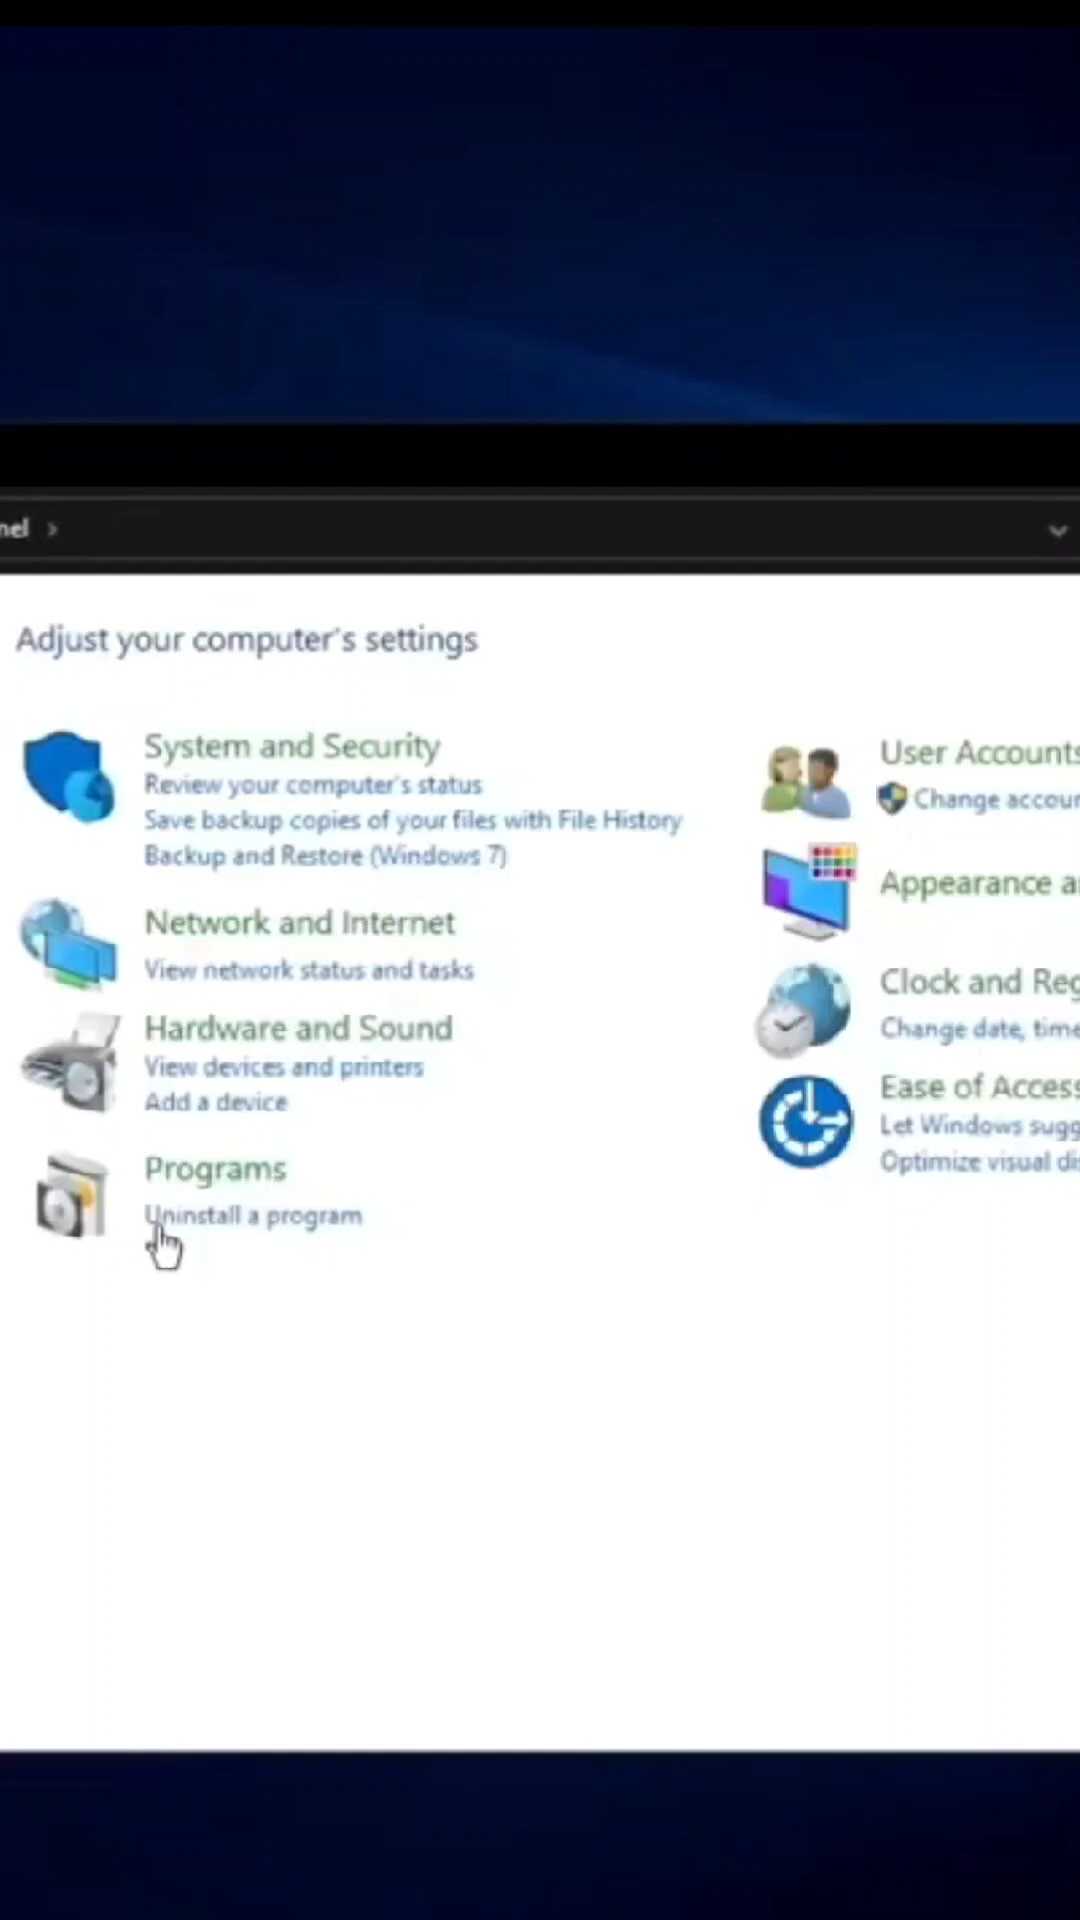 nel >
Adjust your computer's settings
System and Security
Review your computer's status
Save backup copies of your files with File History
Backup and Restore (Windows 7)
Network and Internet
View network status and tasks
Hardware and Sound
View devices and printers
Add a device
Programs
Uninstall a program
User Accounts
Change accour
Appearance a
Clock and Reg
Change date, time
Ease of Access
Let Windows sugg
Optimize visual di